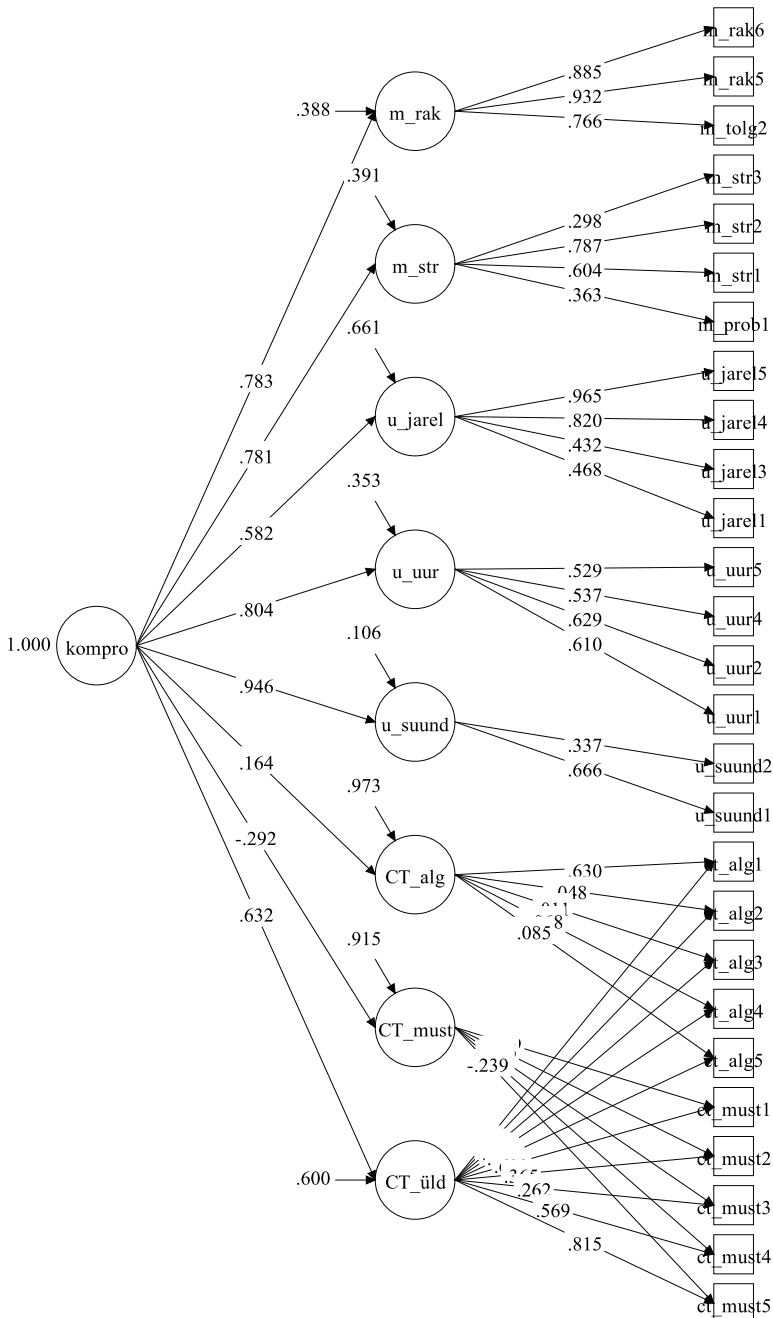 m_rak6
.885
m_rak5
.932
.388
m_rak
.766
m_tolg2
.391
m_str3
.298
m_str2
.787
m_str
.604
m_str1
.363
m_prob1
.661
u_jarel5
.783
.965
u_jarel
.820
u_jarel4
.432
.781
.468
u_jarel3
.353
u_jarel1
.582
.529
u_uur5
u_uur
.537
.804
.629
u_uur4
.610
1.000
kompro
.106
u_uur2
.946
u_uur1
u_suund
.337
.164
u_suund2
.973
.666
u_suund1
-.292
.630
ct_alg1
CT_alg
.048
.632
ct_alg2
.085
.915
ct_alg3
ct_alg4
CT_must
ct_alg5
-.239
ct_must1
ct_must2
.600
CT_üld
.262
ct_must3
.569
.815
ct_must4
ct_must5